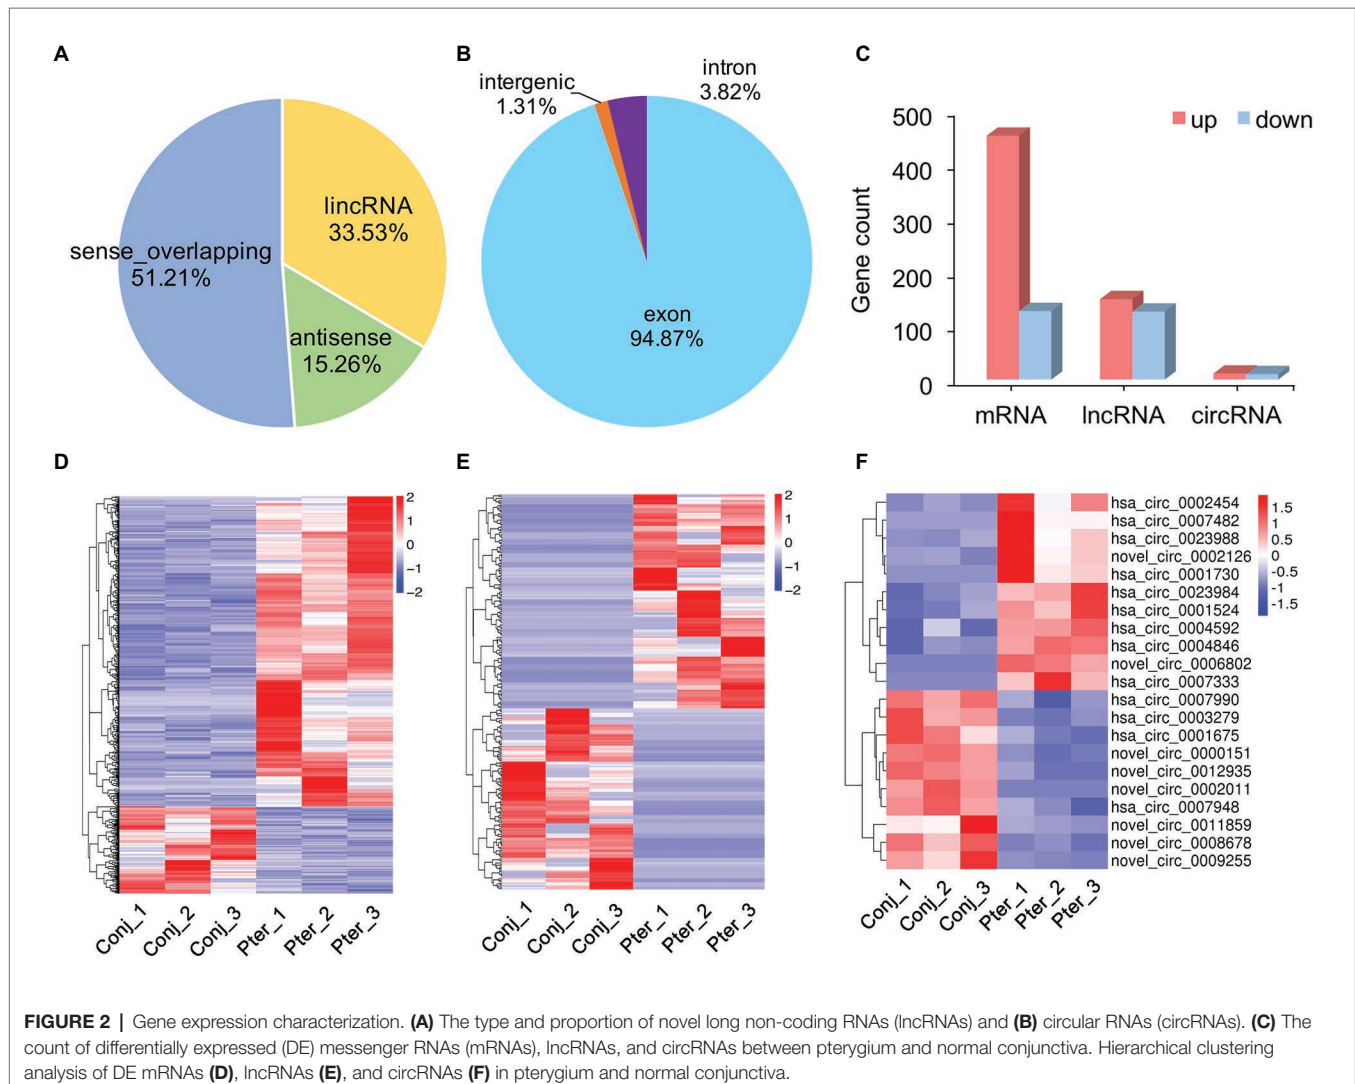 A
sense_overlapping
51.21%
lincRNA
33.53%
antisense
15.26%
B
intergenic
1.31%
intron
3.82%
exon
94.87%
C
up
down
Gene count
500
400
300
200
100
0
mRNA
lncRNA
circRNA
D
2
1
0
−1
−2
Conj_1
Conj_2
Conj_3
Pter_1
Pter_2
Pter_3
E
2
1
0
−1
−2
Conj_1
Conj_2
Conj_3
Pter_1
Pter_2
Pter_3
F
hsa_circ_0002454
hsa_circ_0007482
hsa_circ_0023988
novel_circ_0002126
hsa_circ_0001730
hsa_circ_0023984
hsa_circ_0001524
hsa_circ_0004592
hsa_circ_0004846
novel_circ_0006802
hsa_circ_0007333
hsa_circ_0007990
hsa_circ_0003279
hsa_circ_0001675
novel_circ_0000151
novel_circ_0012935
novel_circ_0002011
hsa_circ_0007948
novel_circ_0011859
novel_circ_0008678
novel_circ_0009255
1.5
1
0.5
0
-0.5
-1
-1.5
Conj_1
Conj_2
Conj_3
Pter_1
Pter_2
Pter_3
FIGURE 2 | Gene expression characterization. (A) The type and proportion of novel long non-coding RNAs (lncRNAs) and (B) circular RNAs (circRNAs). (C) The
count of differentially expressed (DE) messenger RNAs (mRNAs), lncRNAs, and circRNAs between pterygium and normal conjunctiva. Hierarchical clustering
analysis of DE mRNAs (D), lncRNAs (E), and circRNAs (F) in pterygium and normal conjunctiva.